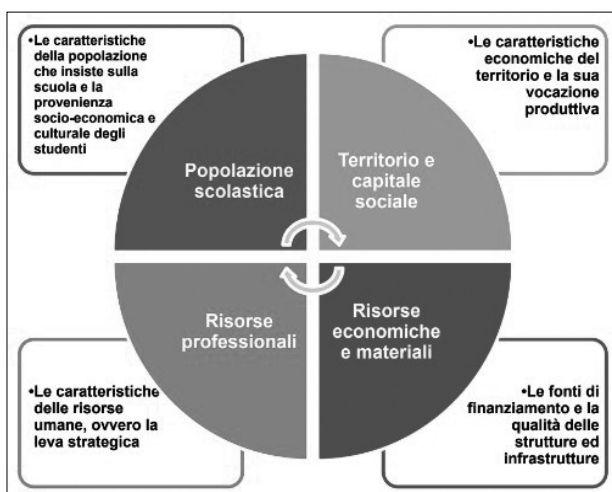 •Le caratteristiche
della popolazione
che insiste sulla
scuola e la
provenienza
socio-economica e
culturale degli
studenti
•Le caratteristiche
economiche del
territorio e la sua
vocazione
produttiva
Popolazione
scolastica
Territorio e
capitale
sociale
Risorse
professionali
Risorse
economiche
e materiali
•Le caratteristiche
delle risorse
umane, ovvero la
leva strategica
•Le fonti di
finanziamento e la
qualità delle
strutture ed
infrastrutture